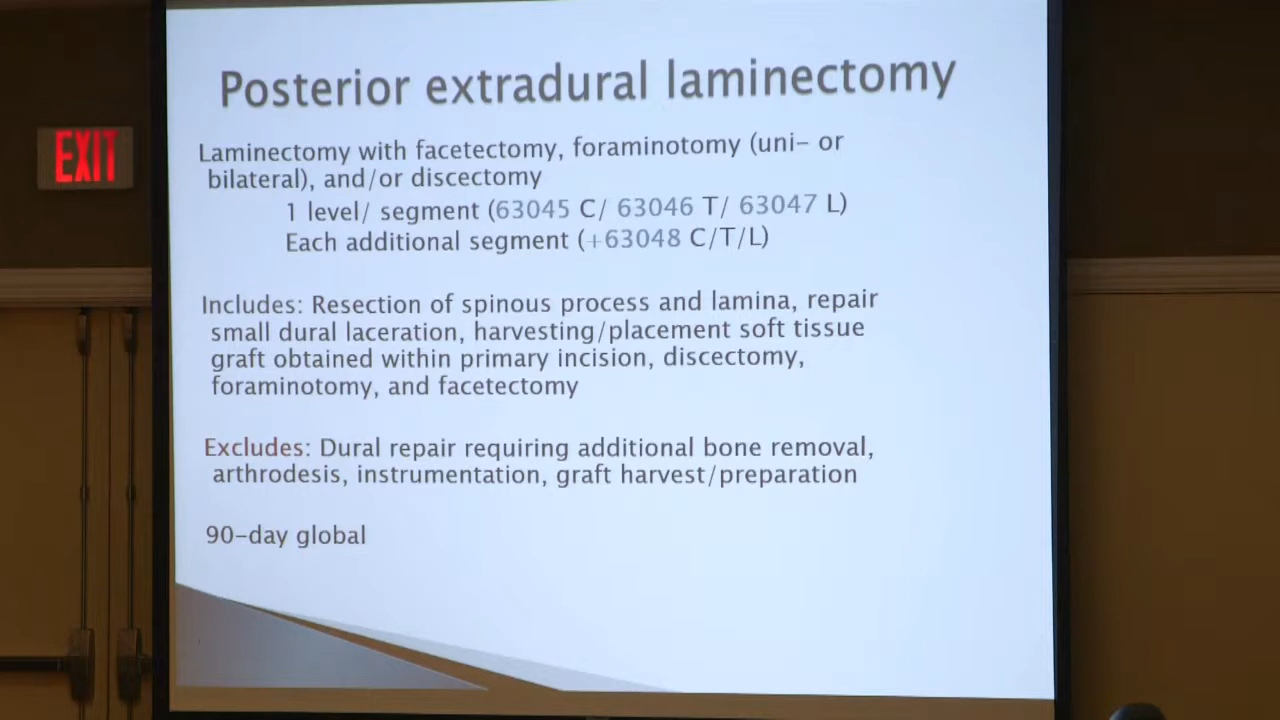 Posterior extradural laminectomy
EXIT
Laminectomy with facetectomy, foraminotomy (uni- or
bilateral), and/or discectomy
1 level/ segment (63045 C/ 63046 T/ 63047 L)
Each additional segment (+63048 C/T/L)
Includes: Resection of spinous process and lamina, repair
small dural laceration, harvesting/placement soft tissue
graft obtained within primary incision, discectomy,
foraminotomy, and facetectomy
Excludes: Dural repair requiring additional bone removal,
arthrodesis, instrumentation, graft harvest/preparation
90-day global